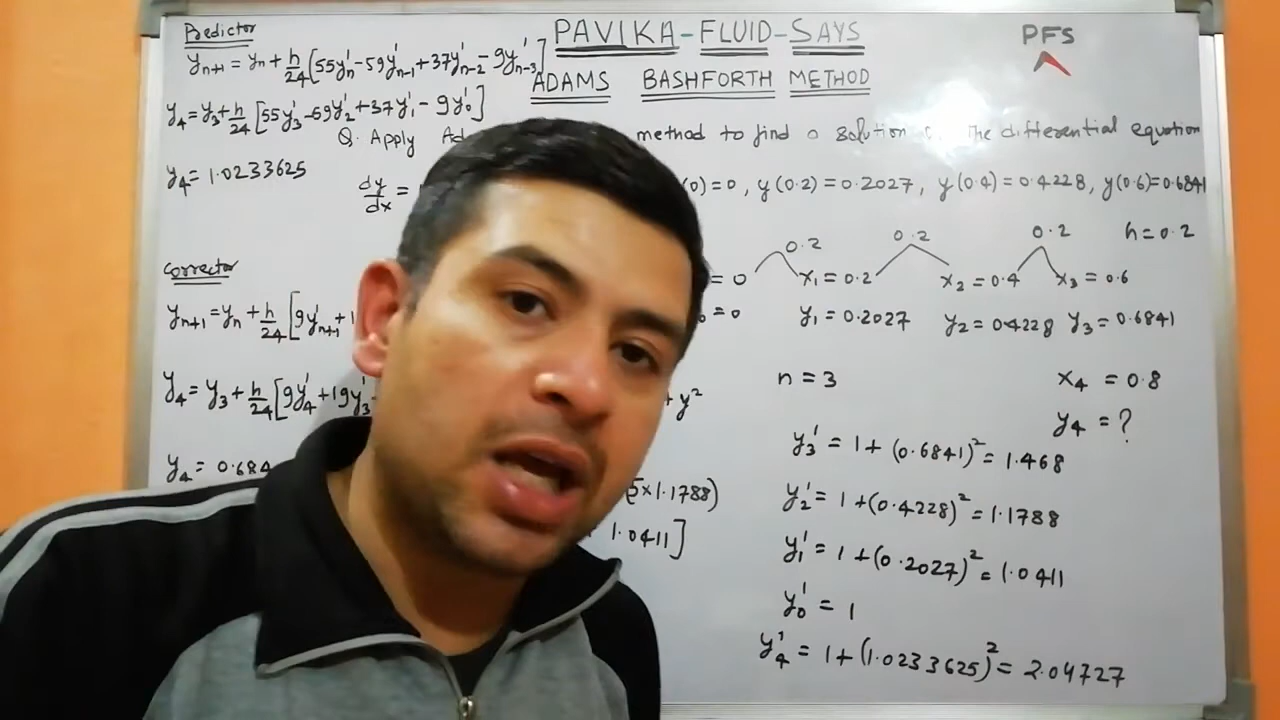 PAVIKA-FLUID-SAYS
PFS
ADAMS BASHFORTH METHOD
Predictor
yₙ₊₁ = yₙ + h/24 [55y'ₙ - 59y'ₙ₋₁ + 37y'ₙ₋₂ - 9y'ₙ₋₃]
y₄ = y₃ + h/24 [55y'₃ - 59y'₂ + 37y'₁ - 9y'₀]
Q. Apply method to find a solution The differential equation
y₄ = 1.0233625
dy/dx = (0)=0, y(0.2)=0.2027, y(0.4)=0.4228, y(0.6)=0.6841
0.2 0.2 0.2 h=0.2
= 0 x₁ = 0.2 x₂ = 0.4 x₃ = 0.6
= 0 y₁ = 0.2027 y₂ = 0.4228 y₃ = 0.6841
Corrector
yₙ₊₁ = yₙ + h/24 [9y'ₙ₊₁ + 1
y₄ = y₃ + h/24 [9y'₄ + 19y'₃ - + y²
y₄ = 0.684
5×1.1788)
1.0411]
n = 3 x₄ = 0.8
y₄ = ?
y₃' = 1 + (0.6841)² = 1.468
y₂' = 1 + (0.4228)² = 1.1788
y₁' = 1 + (0.2027)² = 1.0411
y₀' = 1
y₄' = 1 + (1.0233625)² = 2.04727